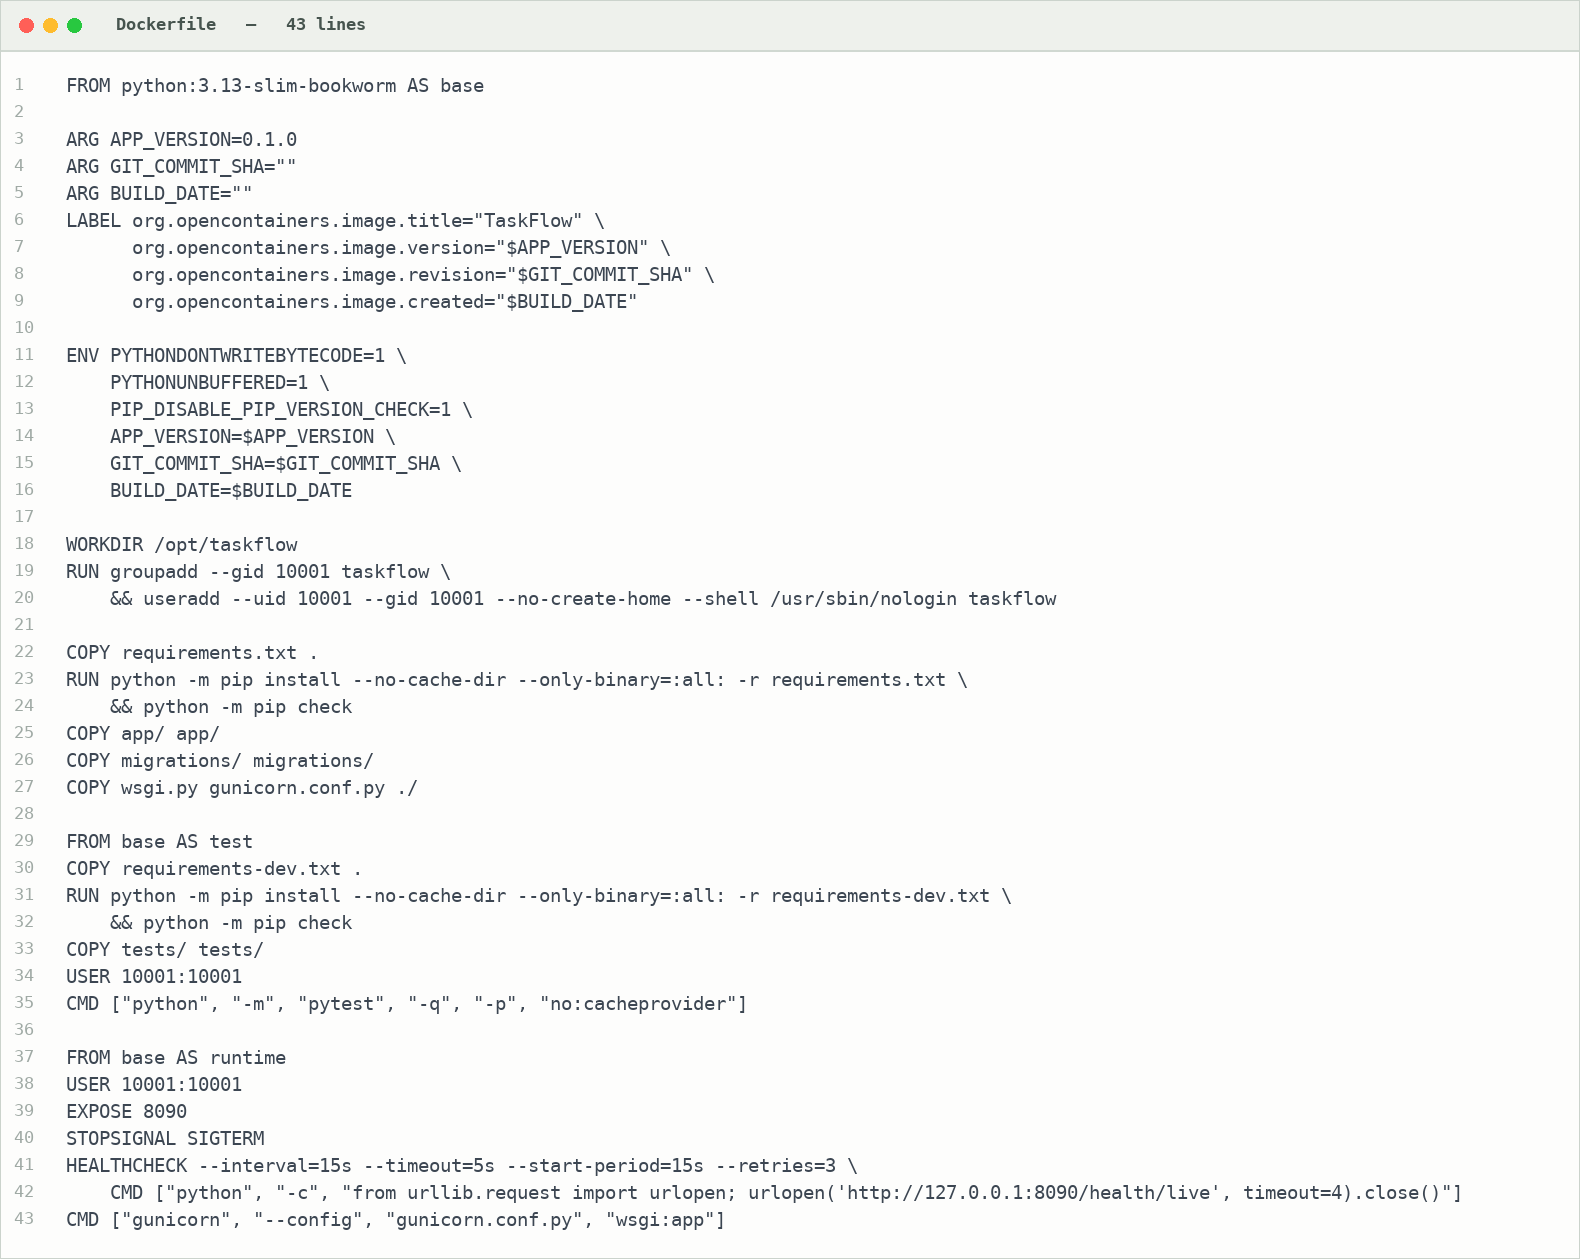 Dockerfile — 43 lines
1 FROM python:3.13-slim-bookworm AS base
2
3 ARG APP_VERSION=0.1.0
4 ARG GIT_COMMIT_SHA=""
5 ARG BUILD_DATE=""
6 LABEL org.opencontainers.image.title="TaskFlow" \
7       org.opencontainers.image.version="$APP_VERSION" \
8       org.opencontainers.image.revision="$GIT_COMMIT_SHA" \
9       org.opencontainers.image.created="$BUILD_DATE"
10
11 ENV PYTHONDONTWRITEBYTECODE=1 \
12     PYTHONUNBUFFERED=1 \
13     PIP_DISABLE_PIP_VERSION_CHECK=1 \
14     APP_VERSION=$APP_VERSION \
15     GIT_COMMIT_SHA=$GIT_COMMIT_SHA \
16     BUILD_DATE=$BUILD_DATE
17
18 WORKDIR /opt/taskflow
19 RUN groupadd --gid 10001 taskflow \
20     && useradd --uid 10001 --gid 10001 --no-create-home --shell /usr/sbin/nologin taskflow
21
22 COPY requirements.txt .
23 RUN python -m pip install --no-cache-dir --only-binary=:all: -r requirements.txt \
24     && python -m pip check
25 COPY app/ app/
26 COPY migrations/ migrations/
27 COPY wsgi.py gunicorn.conf.py ./
28
29 FROM base AS test
30 COPY requirements-dev.txt .
31 RUN python -m pip install --no-cache-dir --only-binary=:all: -r requirements-dev.txt \
32     && python -m pip check
33 COPY tests/ tests/
34 USER 10001:10001
35 CMD ["python", "-m", "pytest", "-q", "-p", "no:cacheprovider"]
36
37 FROM base AS runtime
38 USER 10001:10001
39 EXPOSE 8090
40 STOPSIGNAL SIGTERM
41 HEALTHCHECK --interval=15s --timeout=5s --start-period=15s --retries=3 \
42     CMD ["python", "-c", "from urllib.request import urlopen; urlopen('http://127.0.0.1:8090/health/live', timeout=4).close()"]
43 CMD ["gunicorn", "--config", "gunicorn.conf.py", "wsgi:app"]